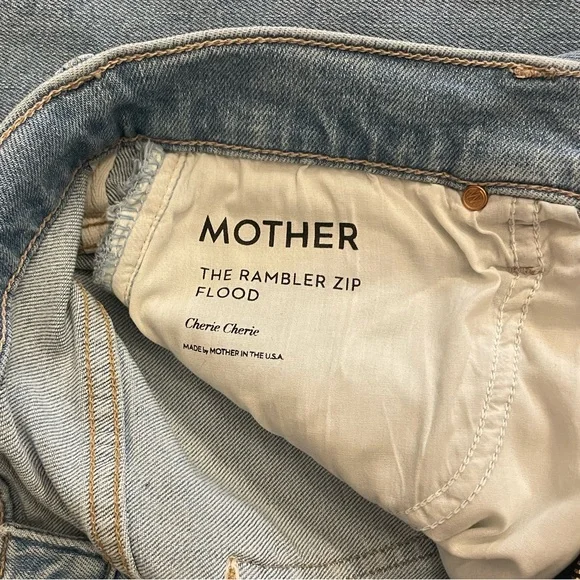 MOTHER
THE RAMBLER ZIP
FLOOD
Cherie Cherie
MADE by MOTHER IN THE U.S.A.